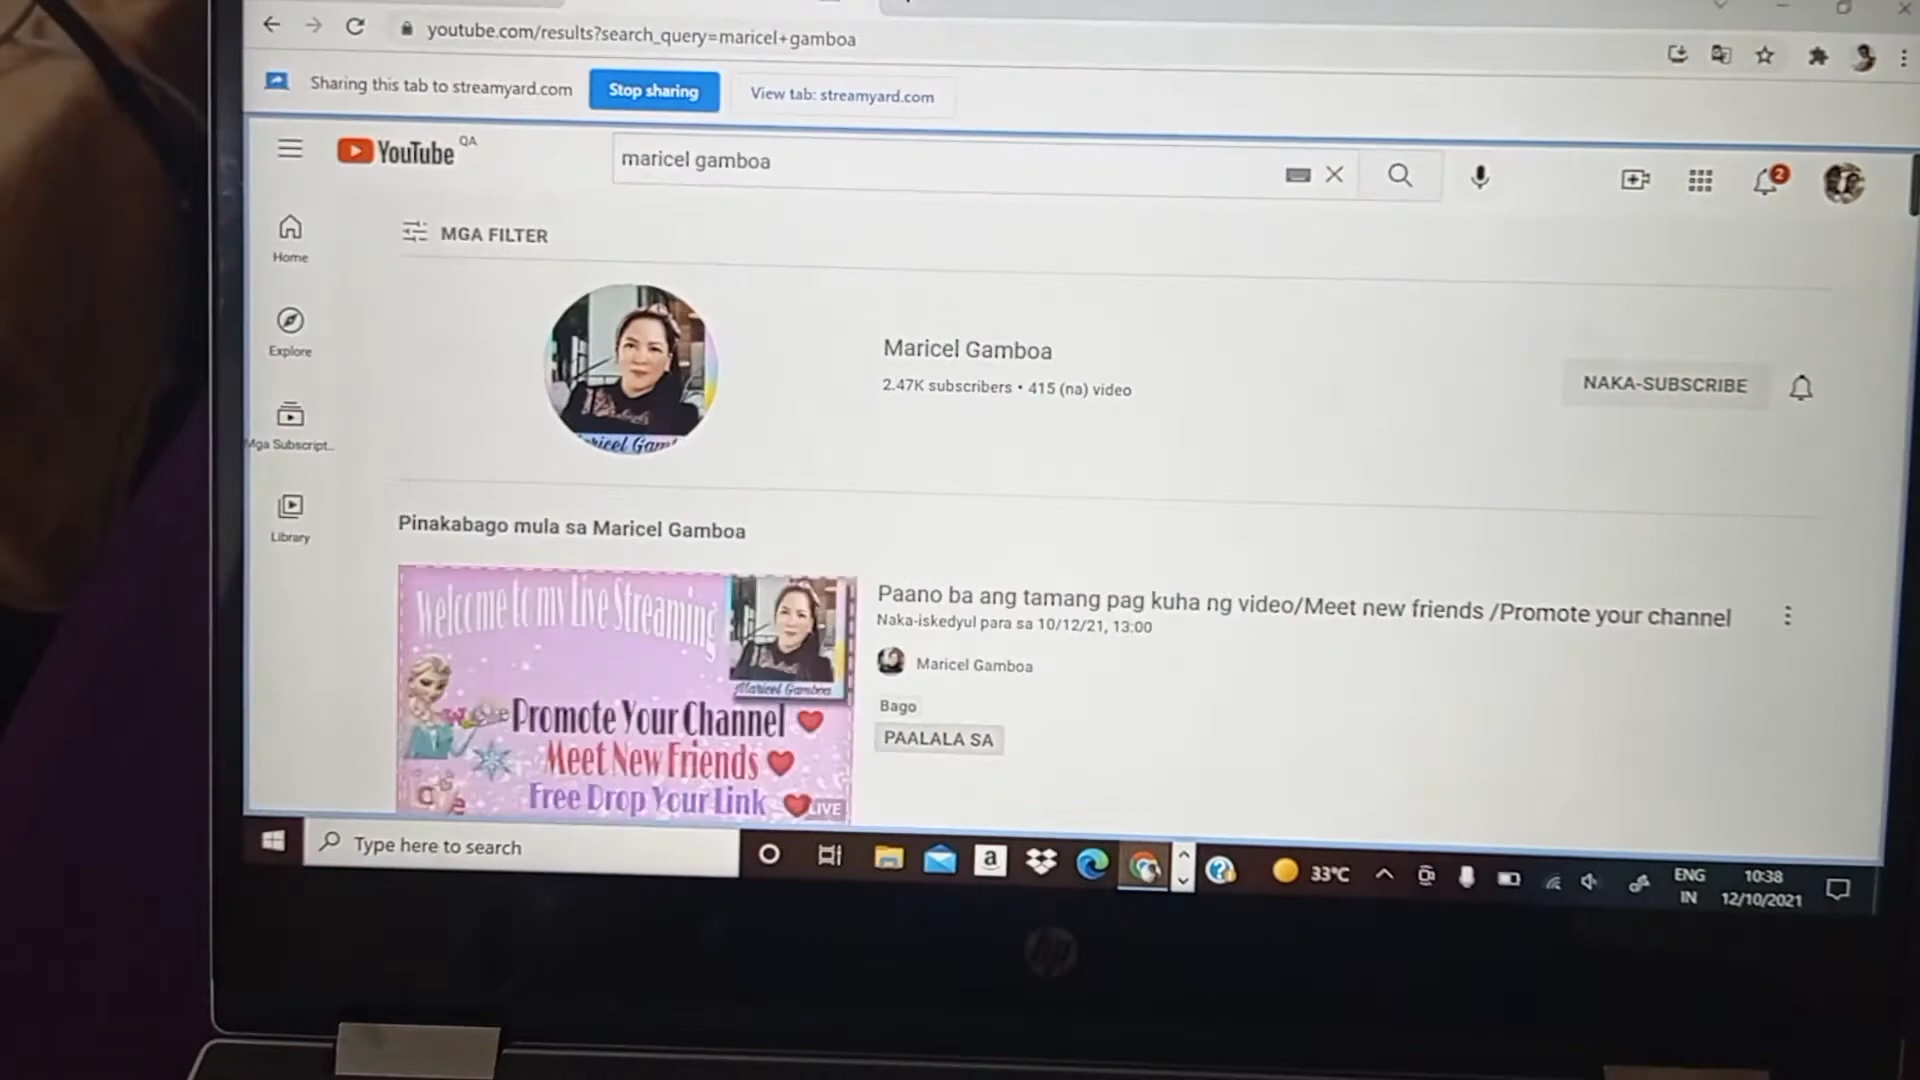 youtube.com/results?search_query=maricel+gamboa
Sharing this tab to streamyard.com
Stop sharing
View tab: streamyard.com
YouTube QA
maricel gamboa
2
MGA FILTER
Home
Explore
Mga Subscript...
Library
Maricel Gamboa
2.47K subscribers • 415 (na) video
NAKA-SUBSCRIBE
Pinakabago mula sa Maricel Gamboa
Welcome to my Live Streaming
Maricel Gamboa
Promote Your Channel
Meet New Friends
Free Drop Your Link
LIVE
Paano ba ang tamang pag kuha ng video/Meet new friends /Promote your channel
Naka-iskedyul para sa 10/12/21, 13:00
Maricel Gamboa
Bago
PAALALA SA
Type here to search
a
33°C
ENG
IN
10:38
12/10/2021
hp